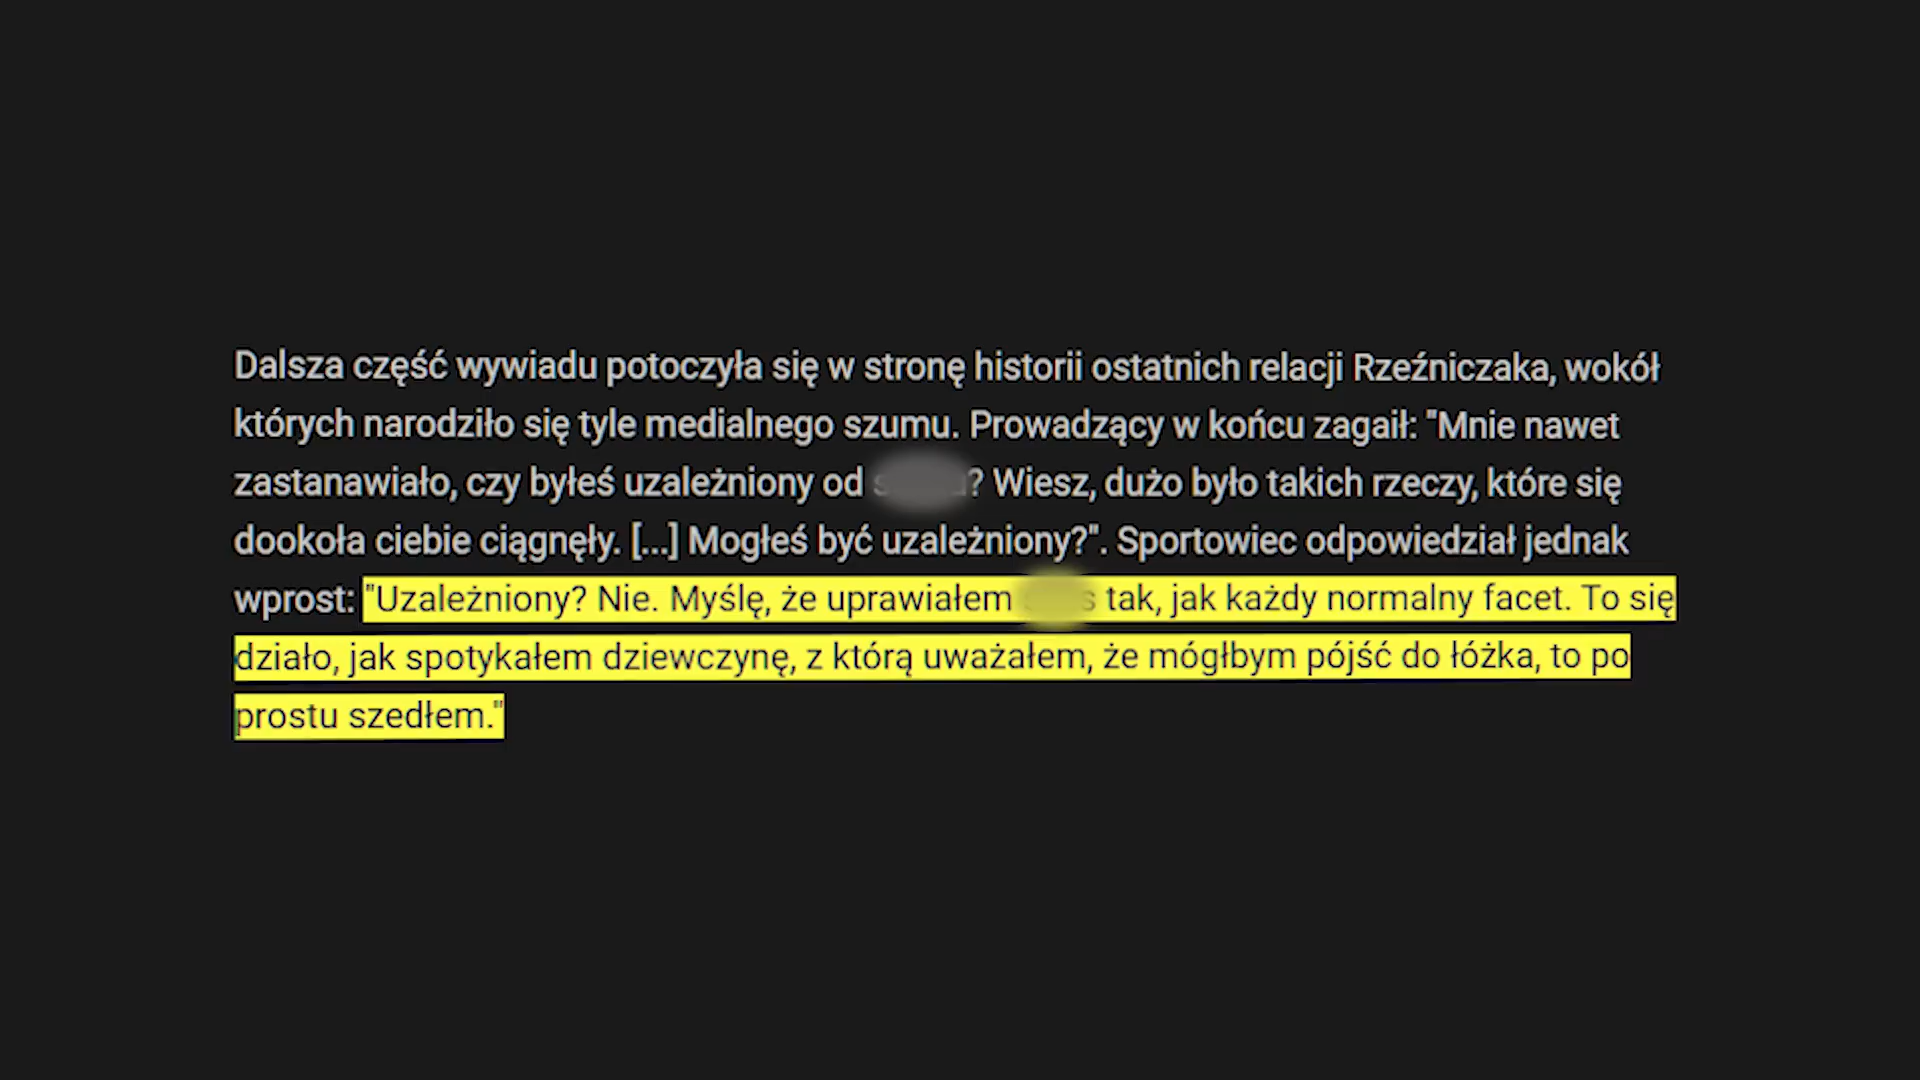 Dalsza część wywiadu potoczyła się w stronę historii ostatnich relacji Rzeźniczaka, wokół
których narodziło się tyle medialnego szumu. Prowadzący w końcu zagaił: "Mnie nawet
zastanawiało, czy byłeś uzależniony od ? Wiesz, dużo było takich rzeczy, które się
dookoła ciebie ciągnęły. [...] Mogłeś być uzależniony?". Sportowiec odpowiedział jednak
wprost: "Uzależniony? Nie. Myślę, że uprawiałem tak, jak każdy normalny facet. To się
działo, jak spotykałem dziewczynę, z którą uważałem, że mógłbym pójść do łóżka, to po
prostu szedłem."